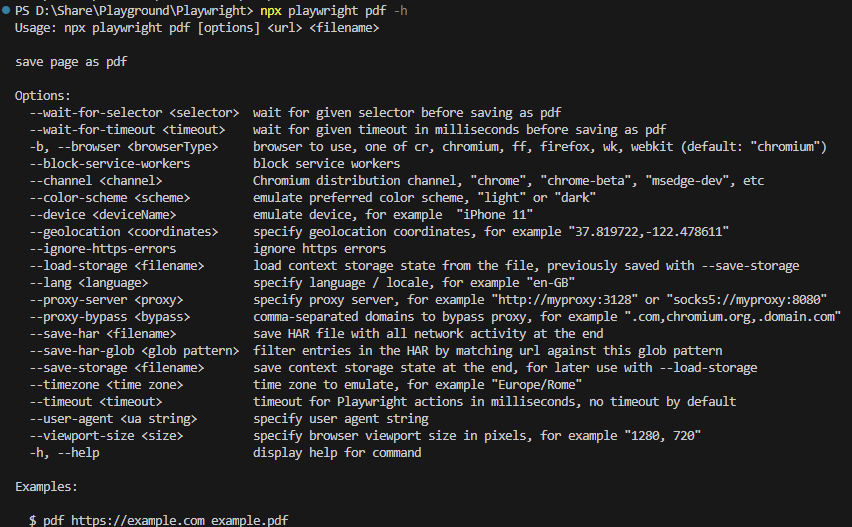 PS D:\Share\Playground\Playwright> npx playwright pdf -h
Usage: npx playwright pdf [options] <url> <filename>

save page as pdf

Options:
  --wait-for-selector <selector>  wait for given selector before saving as pdf
  --wait-for-timeout <timeout>    wait for given timeout in milliseconds before saving as pdf
  -b, --browser <browserType>     browser to use, one of cr, chromium, ff, firefox, wk, webkit (default: "chromium")
  --block-service-workers         block service workers
  --channel <channel>             Chromium distribution channel, "chrome", "chrome-beta", "msedge-dev", etc
  --color-scheme <scheme>         emulate preferred color scheme, "light" or "dark"
  --device <deviceName>           emulate device, for example  "iPhone 11"
  --geolocation <coordinates>     specify geolocation coordinates, for example "37.819722,-122.478611"
  --ignore-https-errors           ignore https errors
  --load-storage <filename>       load context storage state from the file, previously saved with --save-storage
  --lang <language>               specify language / locale, for example "en-GB"
  --proxy-server <proxy>          specify proxy server, for example "http://myproxy:3128" or "socks5://myproxy:8080"
  --proxy-bypass <bypass>         comma-separated domains to bypass proxy, for example ".com,chromium.org,.domain.com"
  --save-har <filename>           save HAR file with all network activity at the end
  --save-har-glob <glob pattern>  filter entries in the HAR by matching url against this glob pattern
  --save-storage <filename>       save context storage state at the end, for later use with --load-storage
  --timezone <time zone>          time zone to emulate, for example "Europe/Rome"
  --timeout <timeout>             timeout for Playwright actions in milliseconds, no timeout by default
  --user-agent <ua string>        specify user agent string
  --viewport-size <size>          specify browser viewport size in pixels, for example "1280, 720"
  -h, --help                      display help for command

Examples:

  $ pdf https://example.com example.pdf